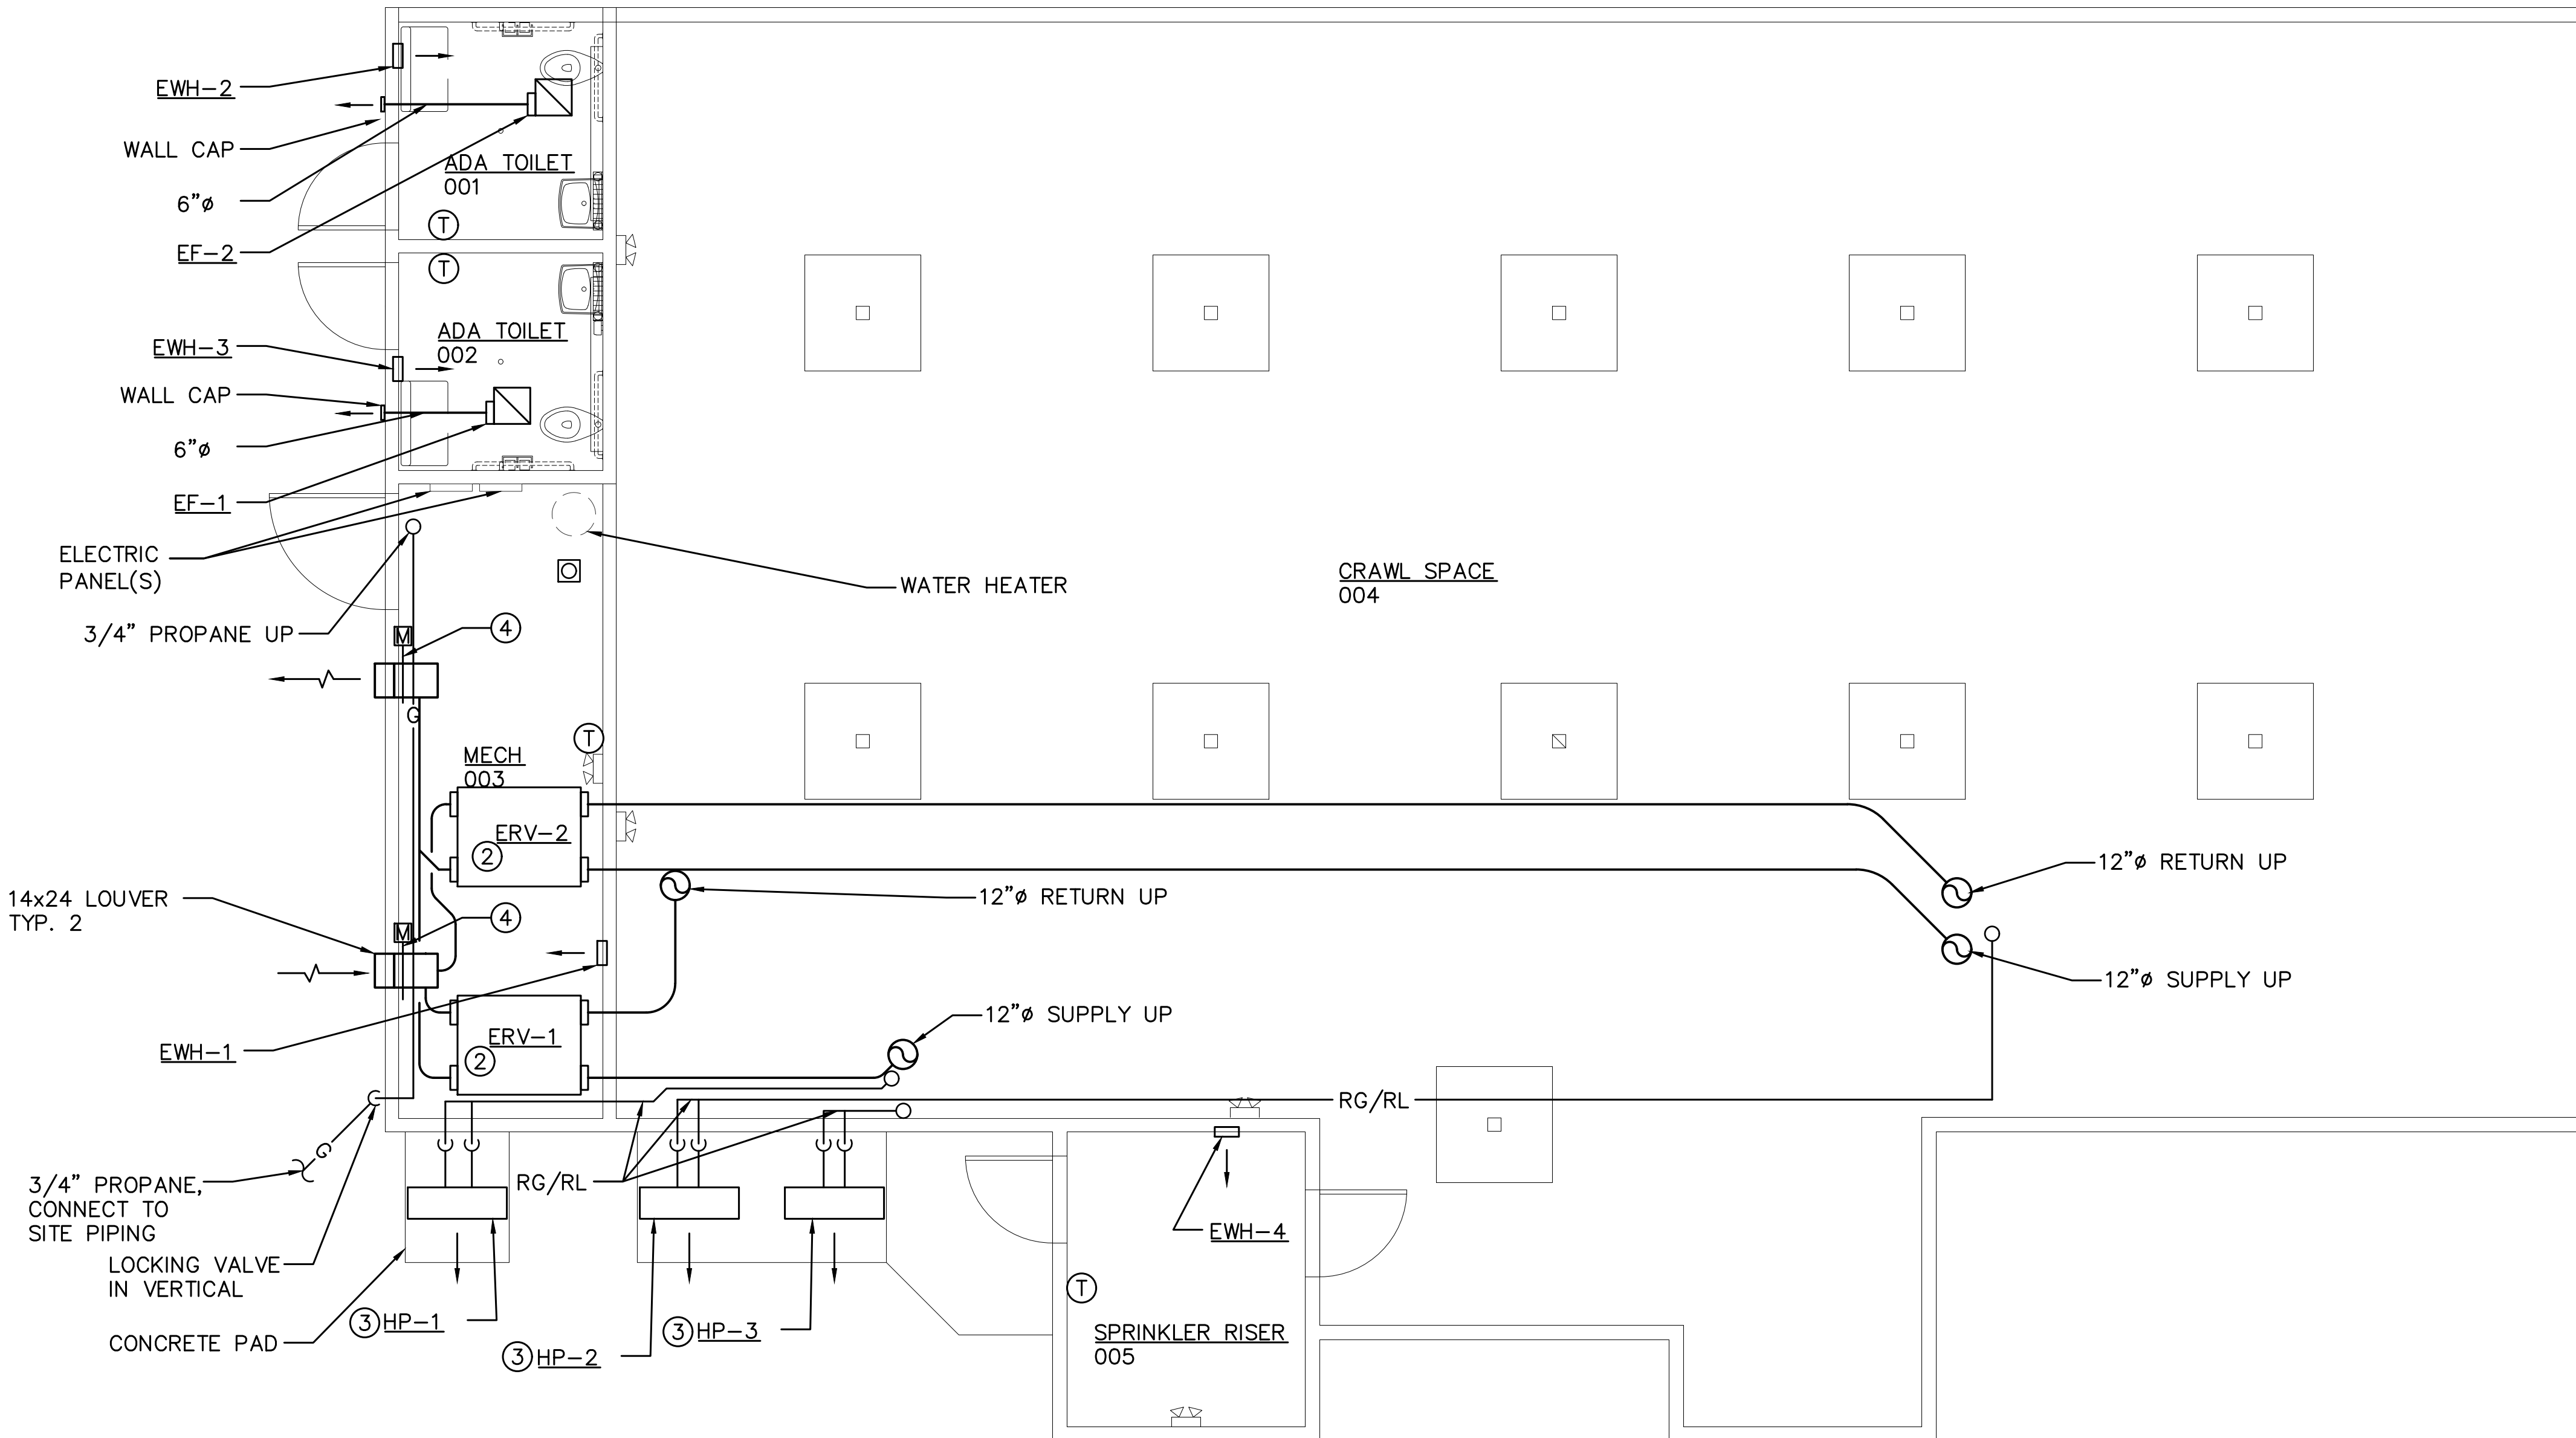 EWH-2
WALL CAP
6"ø
EF-2
ADA TOILET
001
T
T
ADA TOILET
002
EWH-3
WALL CAP
6"ø
EF-1
ELECTRIC
PANEL(S)
3/4" PROPANE UP
WATER HEATER
CRAWL SPACE
004
M
4
G
T
MECH
003
ERV-2
2
14x24 LOUVER
TYP. 2
M
4
12"ø RETURN UP
12"ø RETURN UP
12"ø SUPPLY UP
12"ø SUPPLY UP
EWH-1
ERV-1
2
RG/RL
G
3/4" PROPANE,
CONNECT TO
SITE PIPING
LOCKING VALVE
IN VERTICAL
CONCRETE PAD
RG/RL
3 HP-1
3 HP-2
3 HP-3
EWH-4
T
SPRINKLER RISER
005